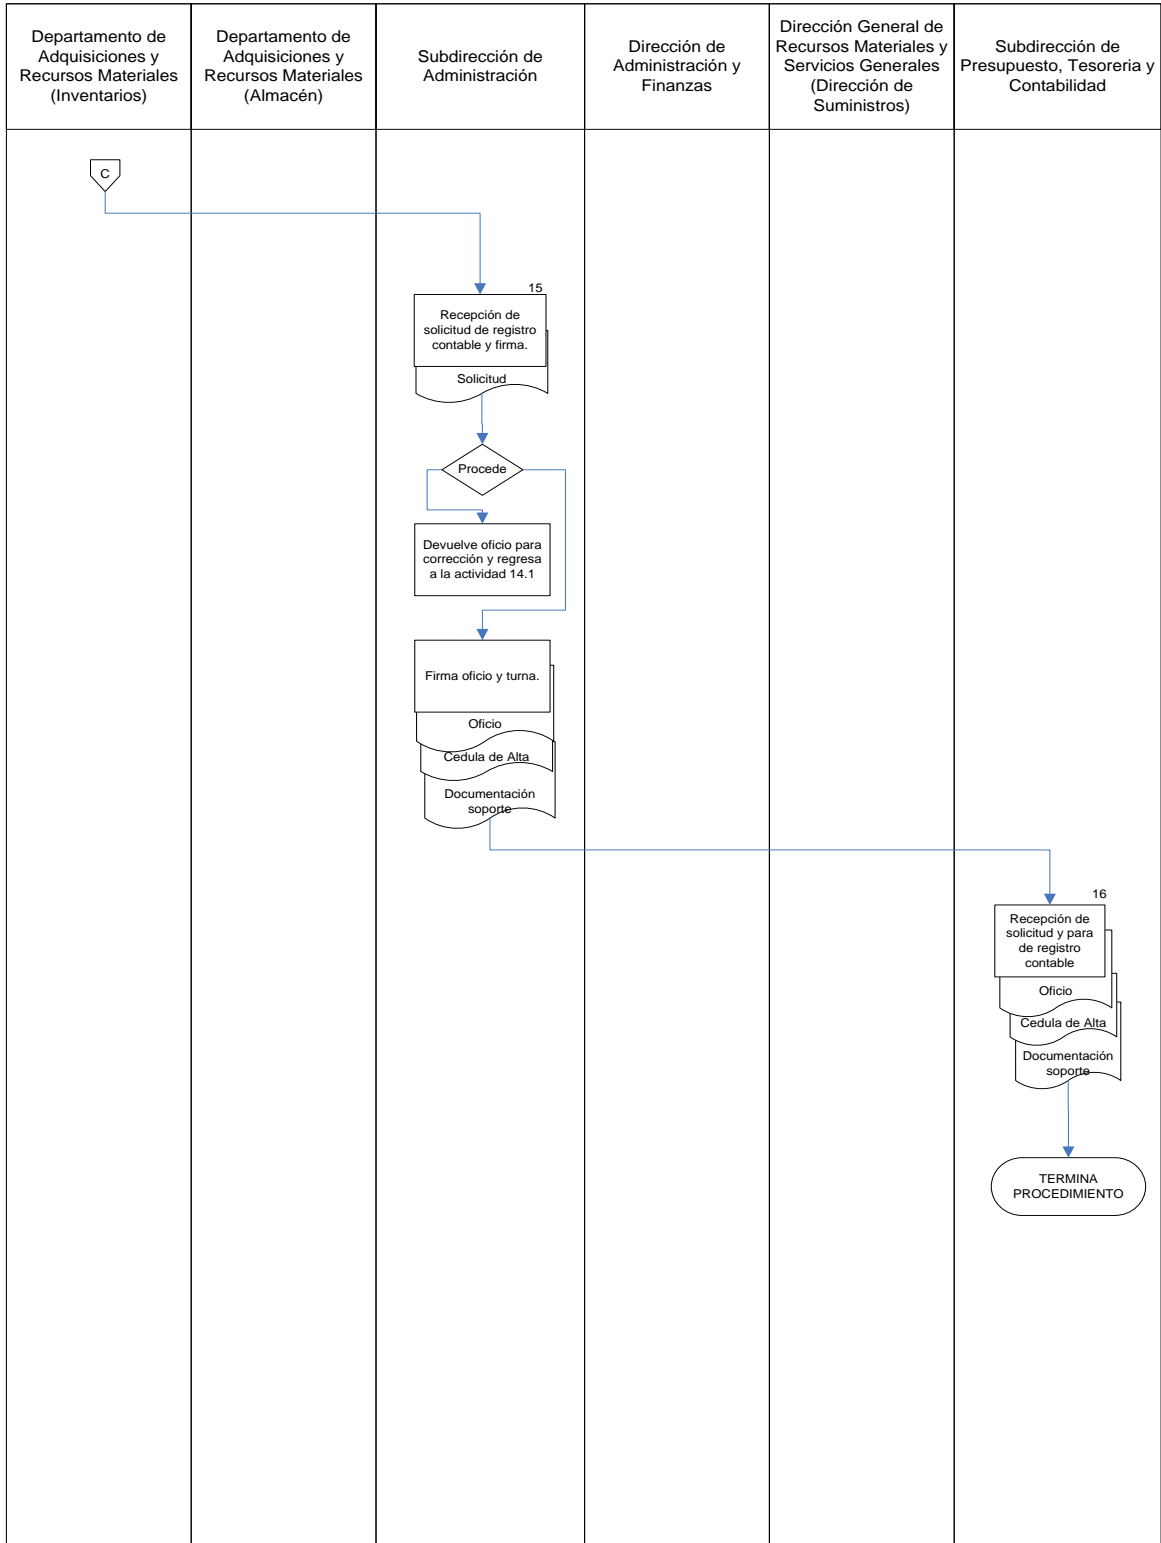 Departamento de
Adquisiciones y
Recursos Materiales
(Inventarios)
Departamento de
Adquisiciones y
Recursos Materiales
(Almacén)
Subdirección de
Administración
Dirección de
Administración y
Finanzas
Dirección General de
Recursos Materiales y
Servicios Generales
(Dirección de
Suministros)
Subdirección de
Presupuesto, Tesoreria y
Contabilidad
C
15
Recepción de
solicitud de registro
contable y firma.
Solicitud
Procede
Devuelve oficio para
corrección y regresa
a la actividad 14.1
Firma oficio y turna.
Oficio
Cedula de Alta
Documentación
soporte
16
Recepción de
solicitud y para
de registro
contable
Oficio
Cedula de Alta
Documentación
soporte
TERMINA
PROCEDIMIENTO